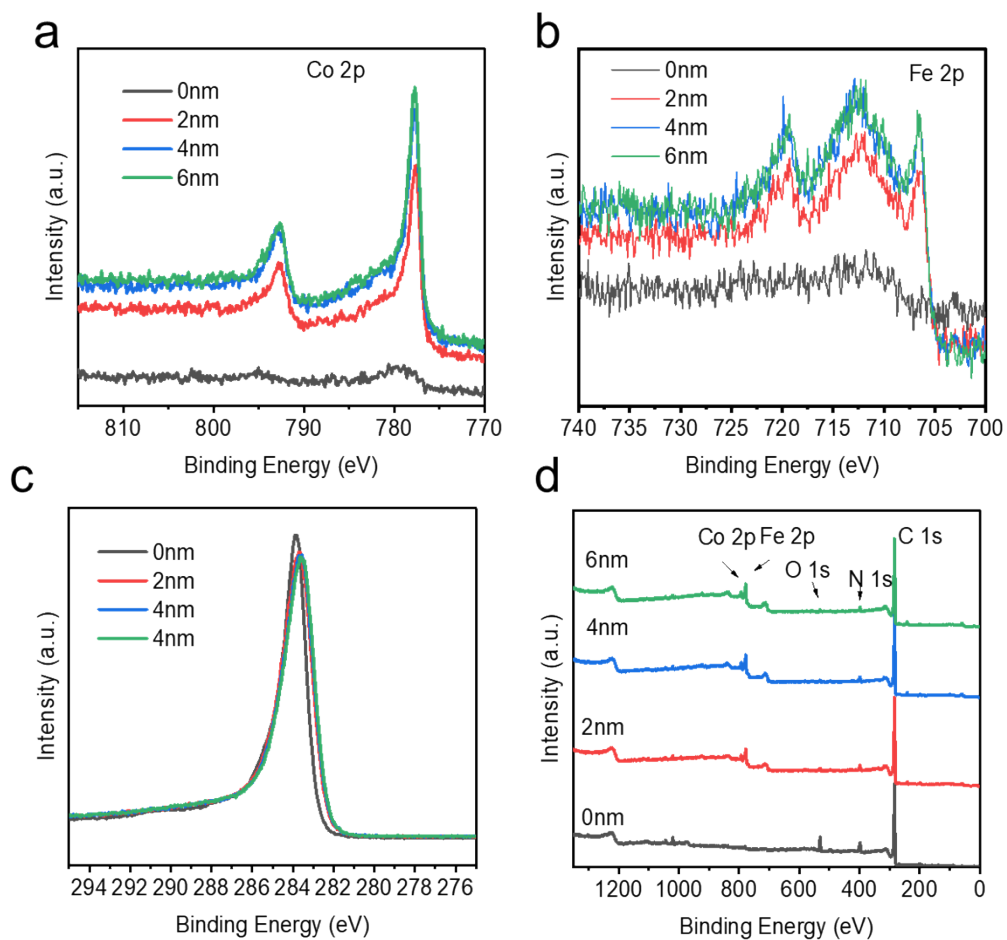 a
Co 2p
0nm
2nm
4nm
6nm
Intensity (a.u.)
810 800 790 780 770
Binding Energy (eV)
b
Fe 2p
0nm
2nm
4nm
6nm
Intensity (a.u.)
740 735 730 725 720 715 710 705 700
Binding Energy (eV)
c
0nm
2nm
4nm
4nm
Intensity (a.u.)
294 292 290 288 286 284 282 280 278 276
Binding Energy (eV)
d
Co 2p Fe 2p C 1s
O 1s N 1s
6nm
4nm
2nm
0nm
Intensity (a.u.)
1200 1000 800 600 400 200 0
Binding Energy (eV)